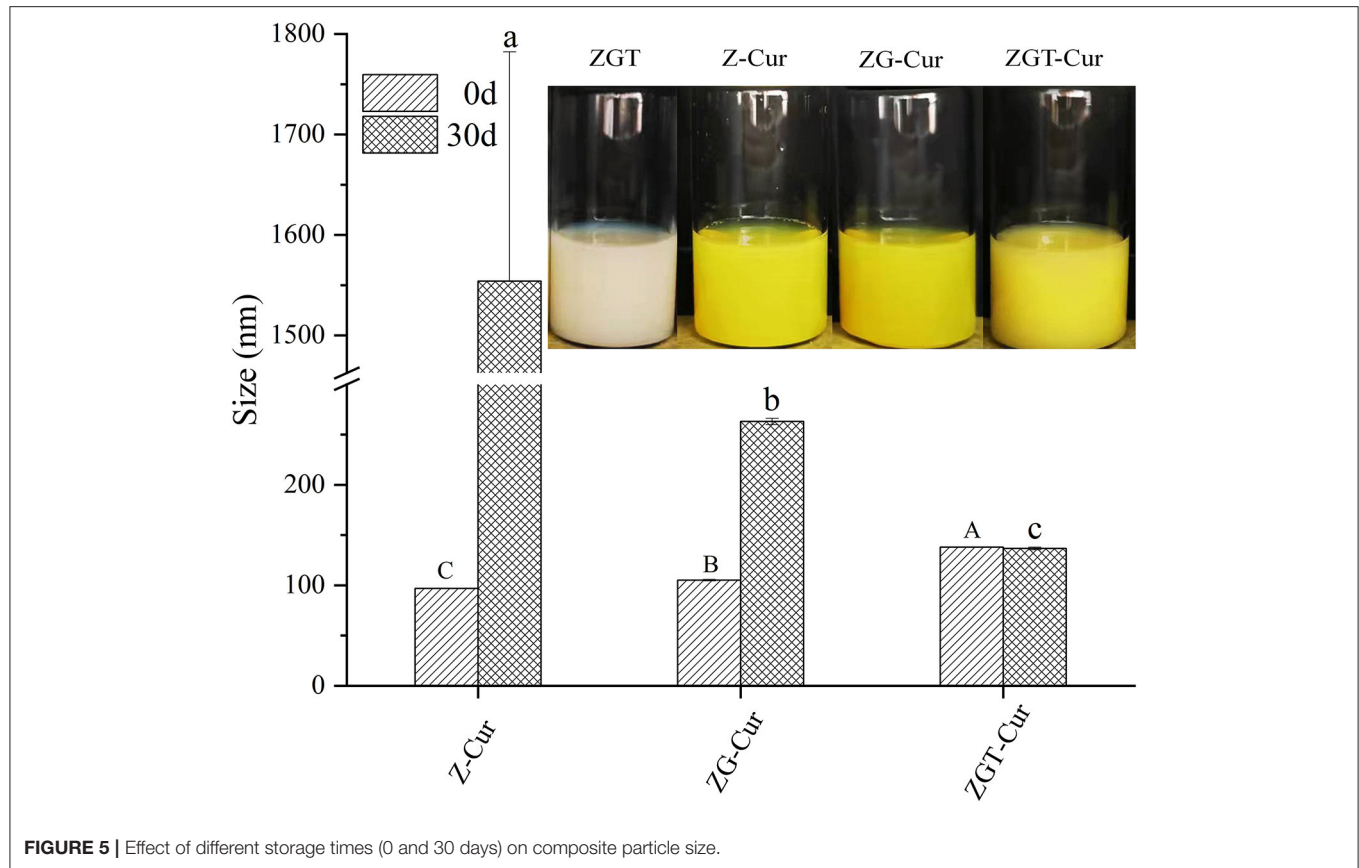 1800
1700
1600
1500
200
100
0
Size (nm)
0d
30d
a
b
c
C
B
A
ZGT Z-Cur ZG-Cur ZGT-Cur
Z-Cur
ZG-Cur
ZGT-Cur
FIGURE 5 | Effect of different storage times (0 and 30 days) on composite particle size.